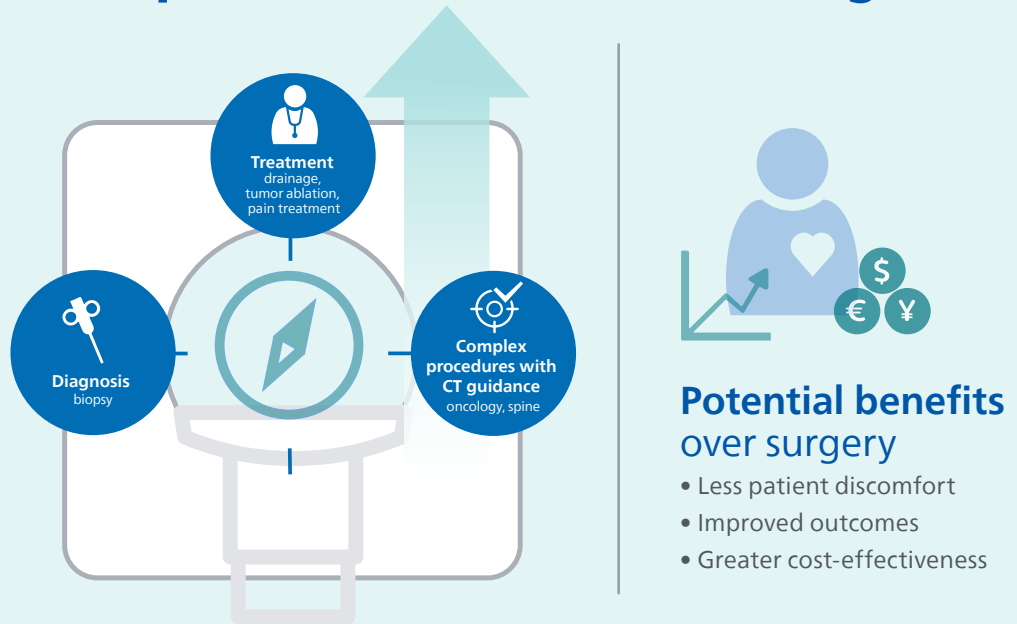 Treatment
drainage,
tumor ablation,
pain treatment
Diagnosis
biopsy
Complex
procedures with
CT guidance
oncology, spine
$
€ ¥
Potential benefits
over surgery
• Less patient discomfort
• Improved outcomes
• Greater cost-effectiveness